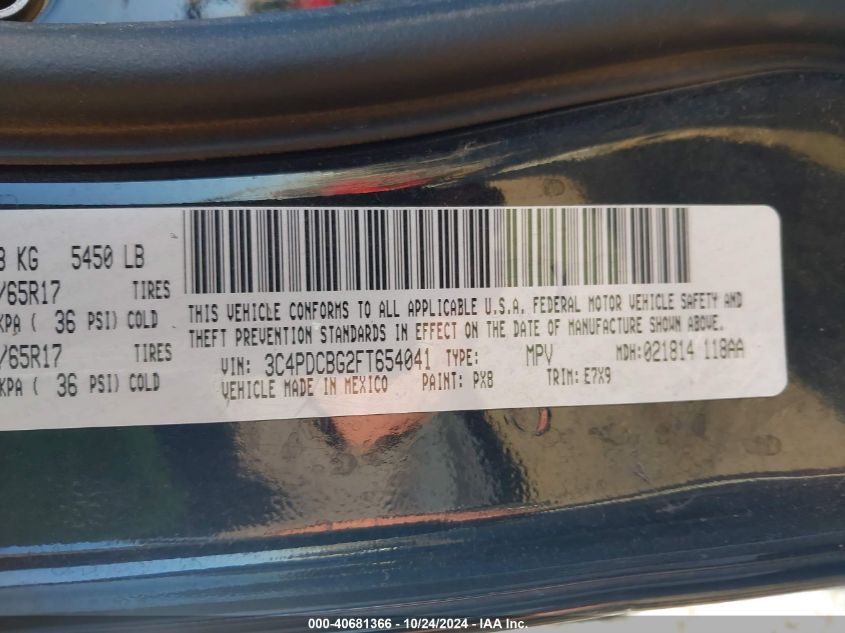 8 KG 5450 LB
/65R17 TIRES
KPA ( 36 PSI) COLD
/65R17 TIRES
KPA ( 36 PSI) COLD
THIS VEHICLE CONFORMS TO ALL APPLICABLE U.S.A. FEDERAL MOTOR VEHICLE SAFETY AND
THEFT PREVENTION STANDARDS IN EFFECT ON THE DATE OF MANUFACTURE SHOWN ABOVE.
VIN: 3C4PDCBG2FT654041 TYPE: MPV MDH:021814 118AA
VEHICLE MADE IN MEXICO PAINT: PX8 TRIM: E7X9
000-40681366 - 10/24/2024 - IAA Inc.